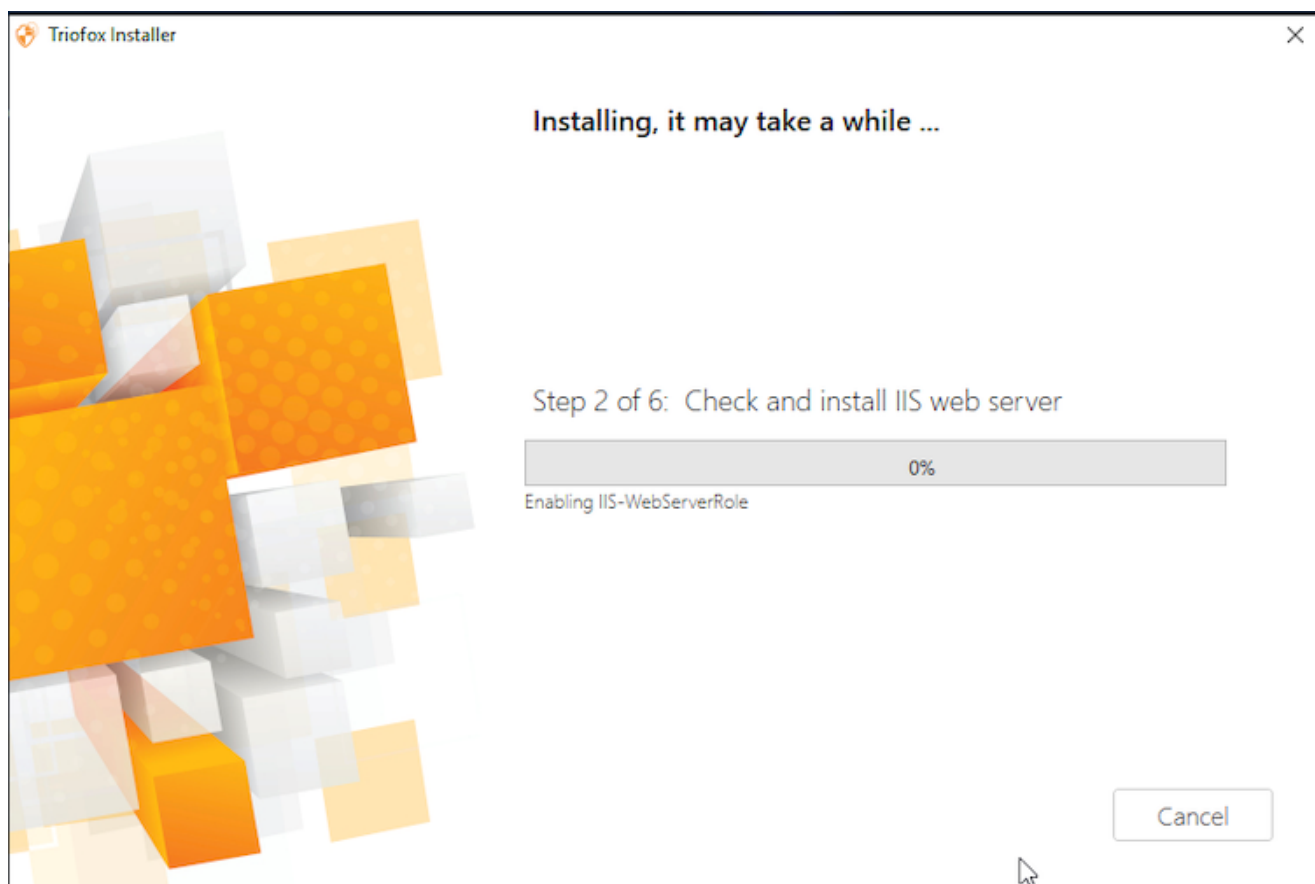 Triofox Installer
Installing, it may take a while ...
Step 2 of 6:  Check and install IIS web server
0%
Enabling IIS-WebServerRole
Cancel